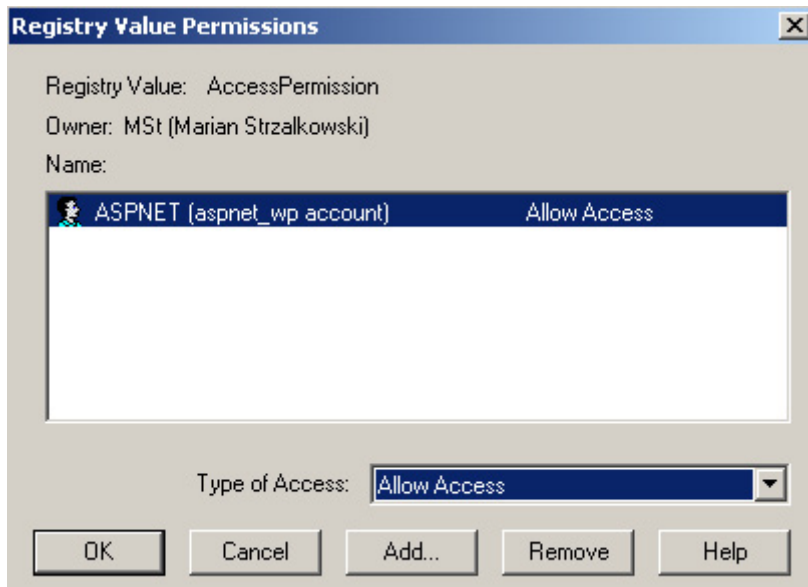 Registry Value Permissions
Registry Value: AccessPermission
Owner: MSt (Marian Strzalkowski)
Name:
ASPNET (aspnet_wp account) Allow Access
Type of Access: Allow Access
OK Cancel Add... Remove Help